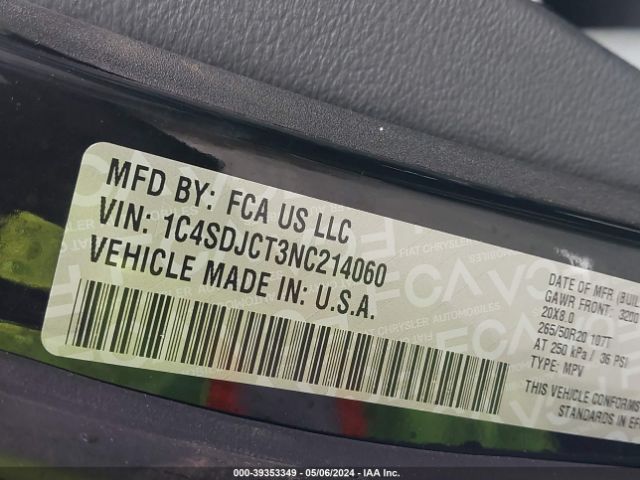 MFD BY: FCA US LLC
VIN: 1C4SDJCT3NC214060
VEHICLE MADE IN: U.S.A.
DATE OF MFR
GAWR FRONT: 3200
20X8.0
265/50R20 107T
AT 250 kPa / 36 PSI
TYPE: MPV
THIS VEHICLE CONFORMS
STANDARDS IN
000-39353349 - 05/06/2024 - IAA Inc.